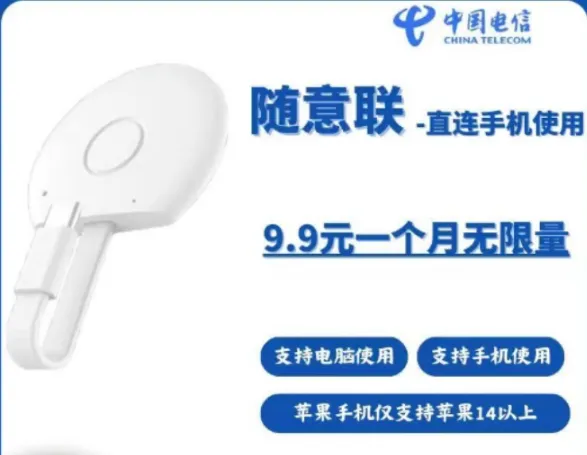 中国电信
CHINA TELECOM
随意联 -直连手机使用
9.9元一个月无限量
支持电脑使用 支持手机使用
苹果手机仅支持苹果14以上